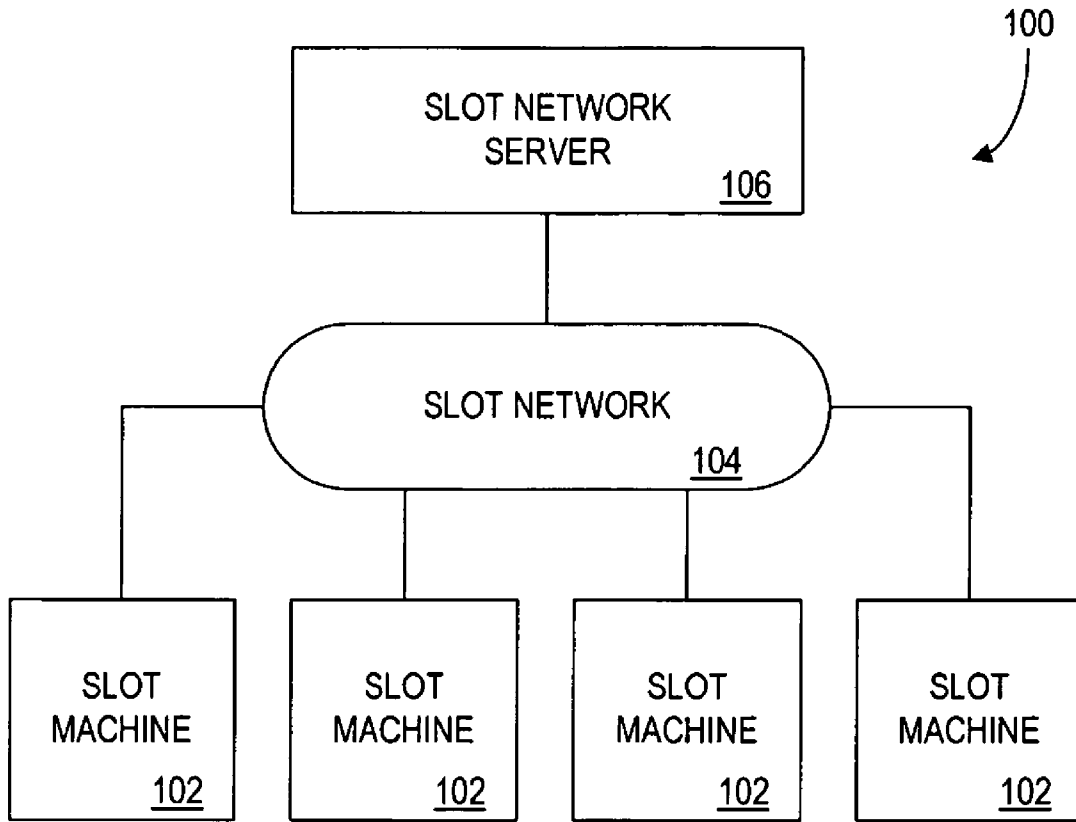 100
SLOT NETWORK
SERVER
106
SLOT NETWORK
104
SLOT
MACHINE
102
SLOT
MACHINE
102
SLOT
MACHINE
102
SLOT
MACHINE
102